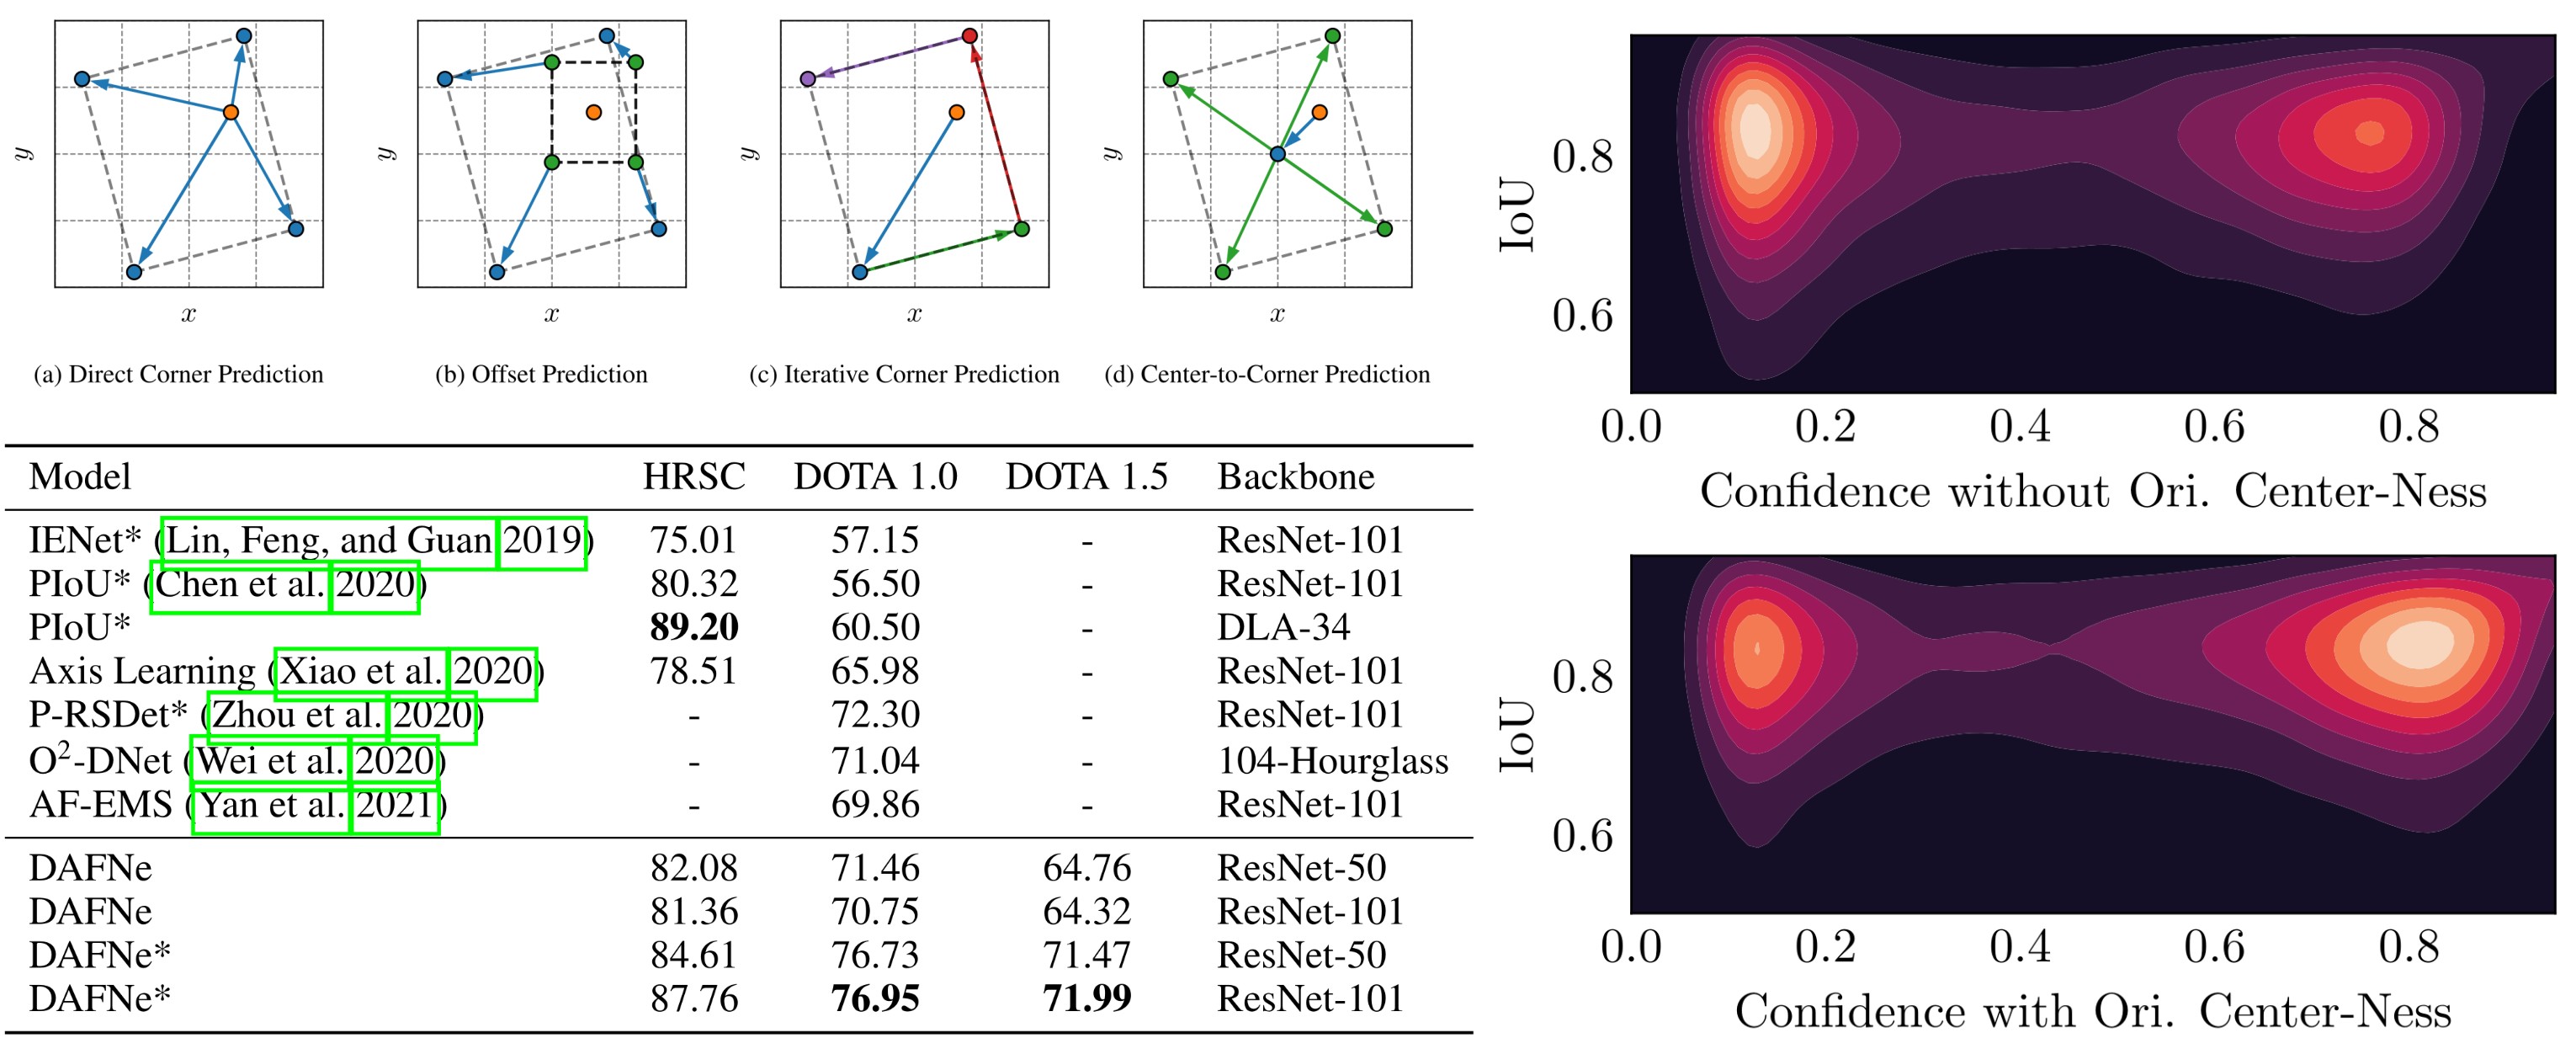 y
x
(a) Direct Corner Prediction
y
x
(b) Offset Prediction
y
x
(c) Iterative Corner Prediction
y
x
(d) Center-to-Corner Prediction
Model HRSC DOTA 1.0 DOTA 1.5 Backbone
IENet* (Lin, Feng, and Guan 2019) 75.01 57.15 - ResNet-101
PIoU* (Chen et al. 2020) 80.32 56.50 - ResNet-101
PIoU* 89.20 60.50 - DLA-34
Axis Learning (Xiao et al. 2020) 78.51 65.98 - ResNet-101
P-RSDet* (Zhou et al. 2020) - 72.30 - ResNet-101
O²-DNet (Wei et al. 2020) - 71.04 - 104-Hourglass
AF-EMS (Yan et al. 2021) - 69.86 - ResNet-101
DAFNe 82.08 71.46 64.76 ResNet-50
DAFNe 81.36 70.75 64.32 ResNet-101
DAFNe* 84.61 76.73 71.47 ResNet-50
DAFNe* 87.76 76.95 71.99 ResNet-101
IoU
0.8
0.6
0.0 0.2 0.4 0.6 0.8
Confidence without Ori. Center-Ness
IoU
0.8
0.6
0.0 0.2 0.4 0.6 0.8
Confidence with Ori. Center-Ness